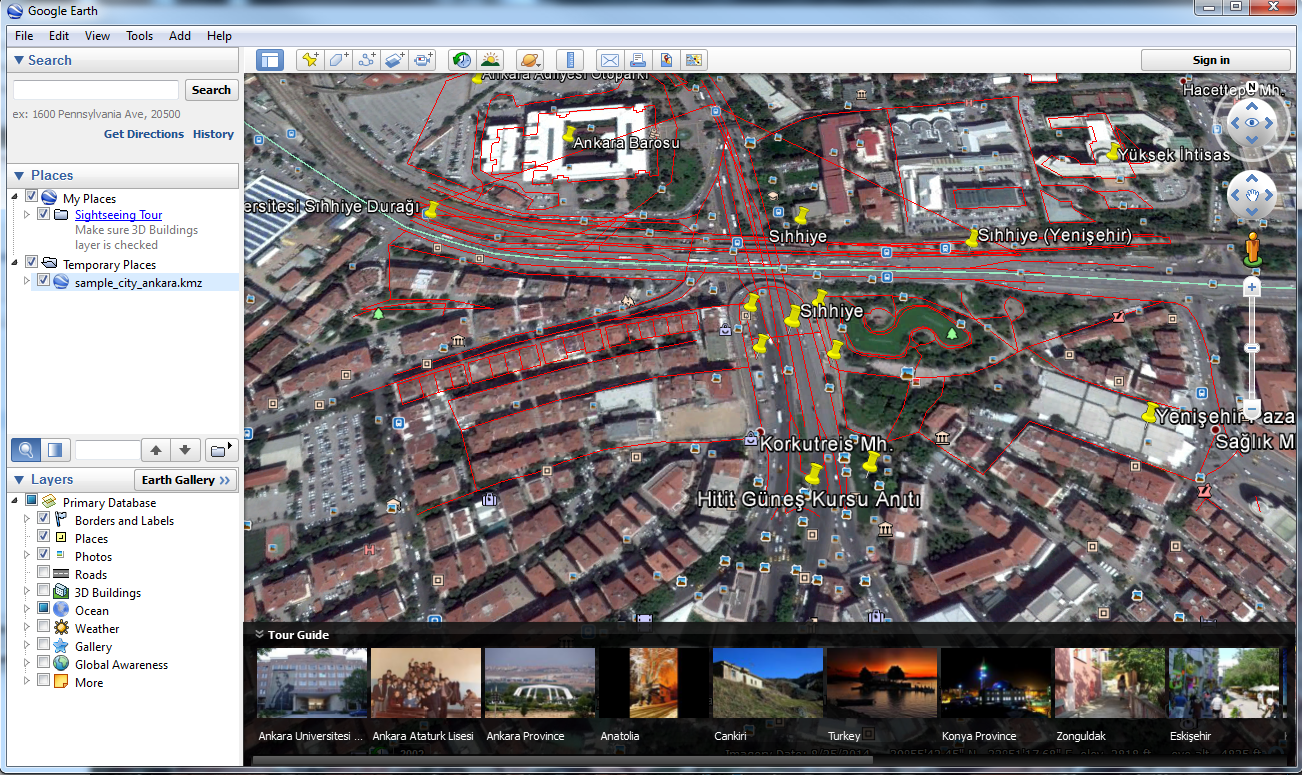 Google Earth
File Edit View Tools Add Help
Search
Sign in
Search
ex: 1600 Pennsylvania Ave, 20500
Get Directions History
Places
My Places
Sightseeing Tour
Make sure 3D Buildings
layer is checked
Temporary Places
sample_city_ankara.kmz
Layers
Earth Gallery >>
Primary Database
Borders and Labels
Places
Photos
Roads
3D Buildings
Ocean
Weather
Gallery
Global Awareness
More
Ankara Adliyesi Otoparkı
Hacettepe Mh.
N
Ankara Barosu
Yüksek İhtisas
ersitesi Sıhhiye Durağı
Sıhhiye
Sıhhiye (Yenişehir)
Sıhhiye
Yenişehir Paza
Korkutreis Mh.
Sağlık M
Hitit Güneş Kursu Anıtı
H
Tour Guide
Ankara Universitesi ...
Ankara Ataturk Lisesi
Ankara Province
Anatolia
Cankiri
Turkey
Konya Province
Zonguldak
Eskişehir
2002
Imagery Date: